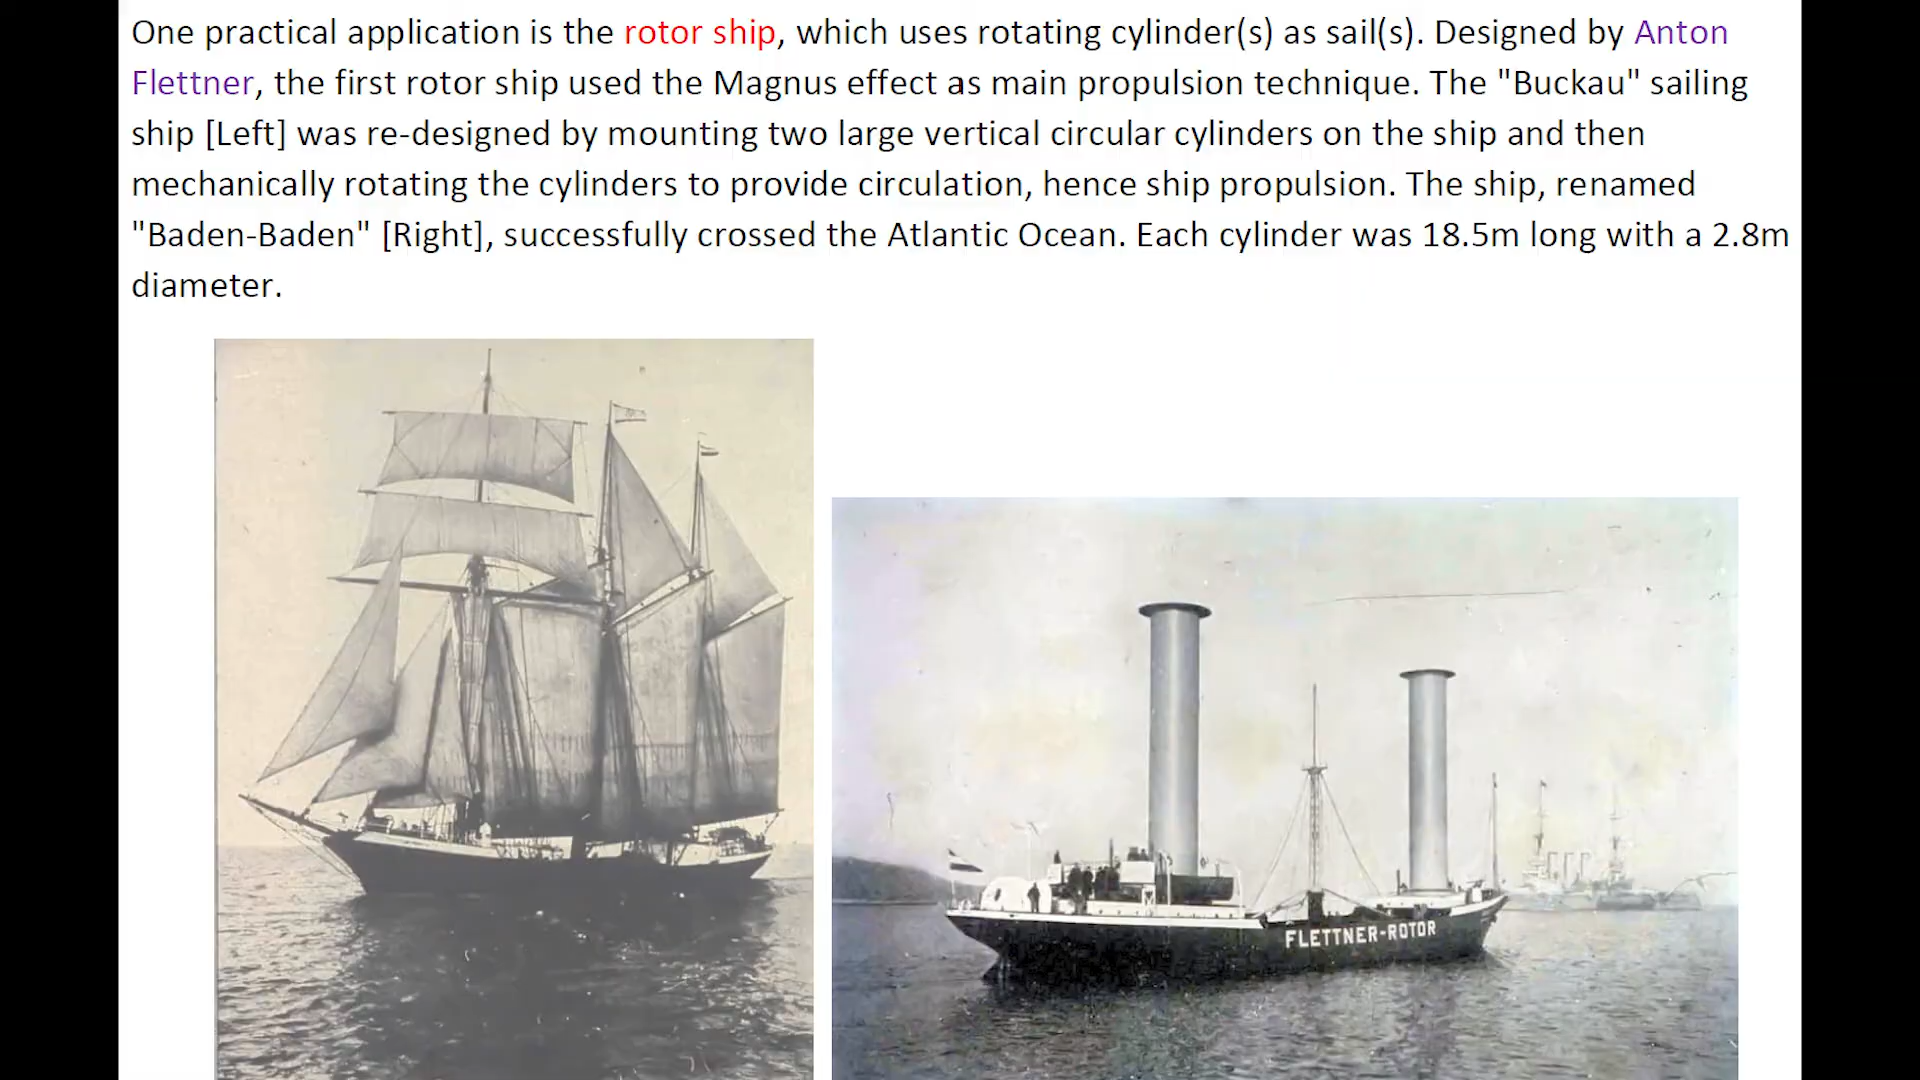 One practical application is the rotor ship, which uses rotating cylinder(s) as sail(s). Designed by Anton
Flettner, the first rotor ship used the Magnus effect as main propulsion technique. The "Buckau" sailing
ship [Left] was re-designed by mounting two large vertical circular cylinders on the ship and then
mechanically rotating the cylinders to provide circulation, hence ship propulsion. The ship, renamed
"Baden-Baden" [Right], successfully crossed the Atlantic Ocean. Each cylinder was 18.5m long with a 2.8m
diameter.
FLETTNER-ROTOR